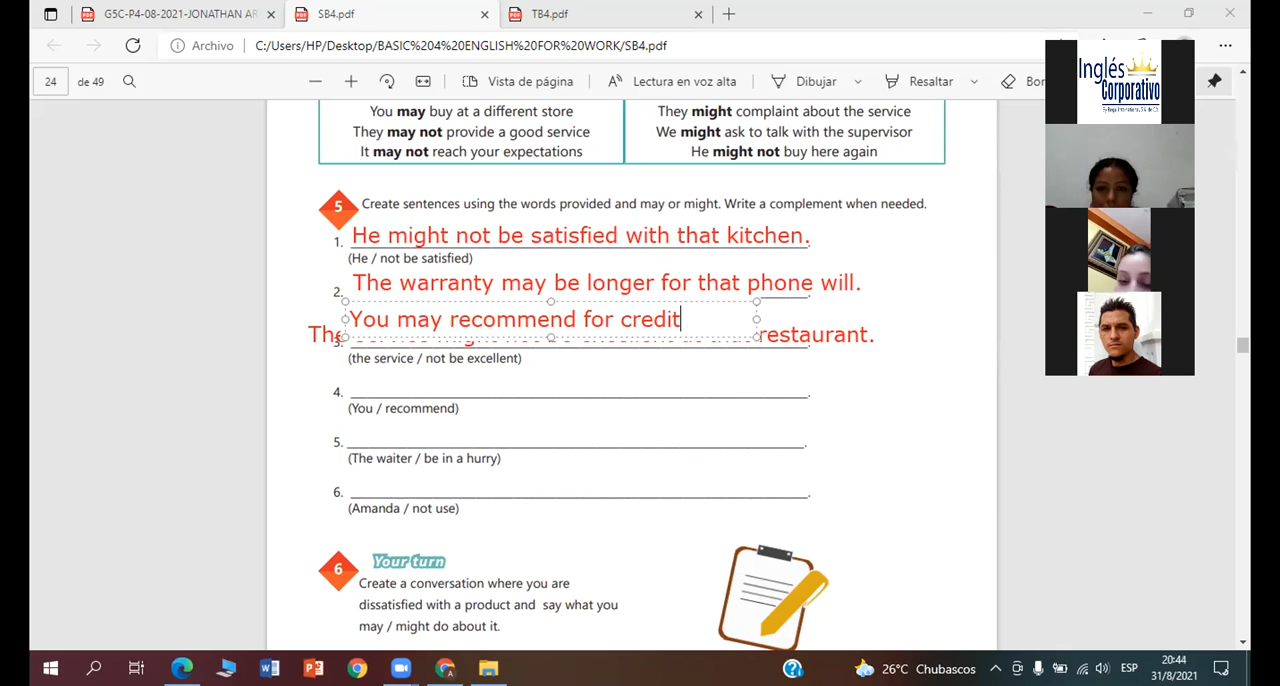 G5C-P4-08-2021-JONATHAN AR
SB4.pdf
TB4.pdf
Archivo
C:/Users/HP/Desktop/BASIC%204%20ENGLISH%20FOR%20WORK/SB4.pdf
24 de 49
Vista de página
Lectura en voz alta
Dibujar
Resaltar
Bor
You may buy at a different store
They may not provide a good service
It may not reach your expectations
They might complaint about the service
We might ask to talk with the supervisor
He might not buy here again
5 Create sentences using the words provided and may or might. Write a complement when needed.
1. He might not be satisfied with that kitchen.
(He / not be satisfied)
2. The warranty may be longer for that phone will.
You may recommend for credit
3. The restaurant.
(the service / not be excellent)
4.
(You / recommend)
5.
(The waiter / be in a hurry)
6.
(Amanda / not use)
6 Your turn
Create a conversation where you are
dissatisfied with a product and say what you
may / might do about it.
Inglés
Corporativo
26°C Chubascos
ESP
20:44
31/8/2021